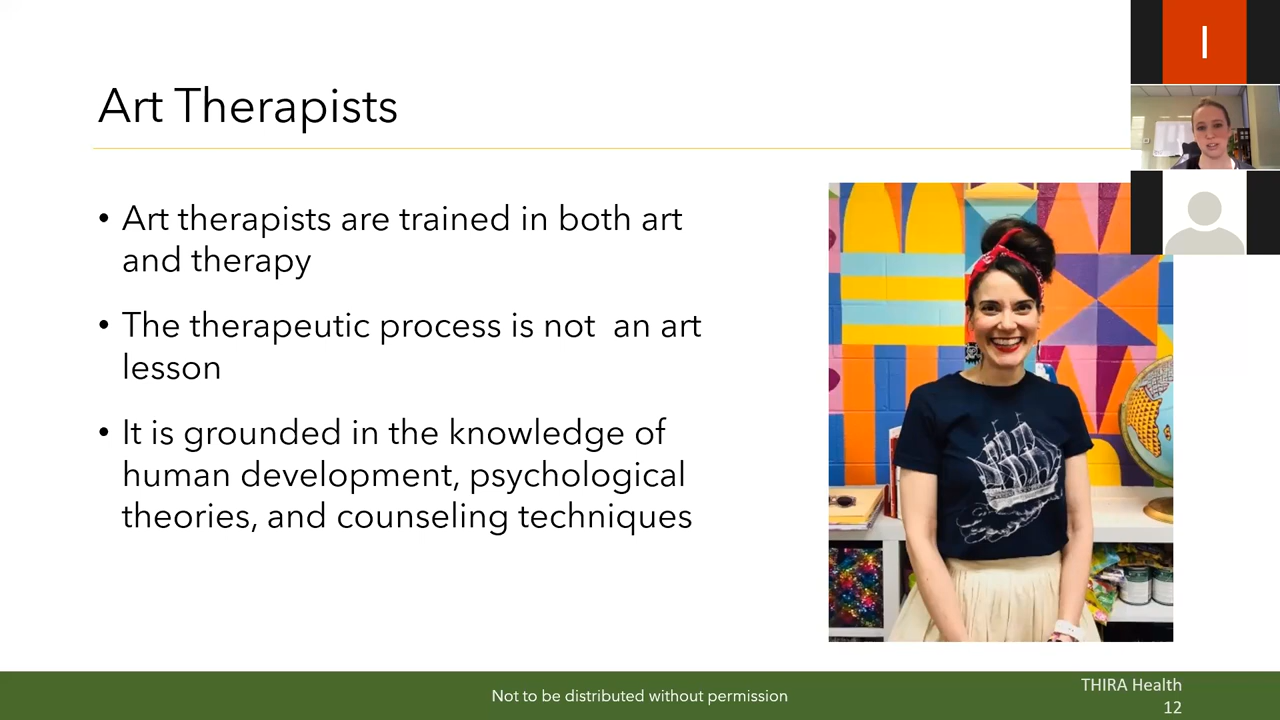 I
Art Therapists
• Art therapists are trained in both art
and therapy
• The therapeutic process is not  an art
lesson
• It is grounded in the knowledge of
human development, psychological
theories, and counseling techniques
Not to be distributed without permission
THIRA Health
12